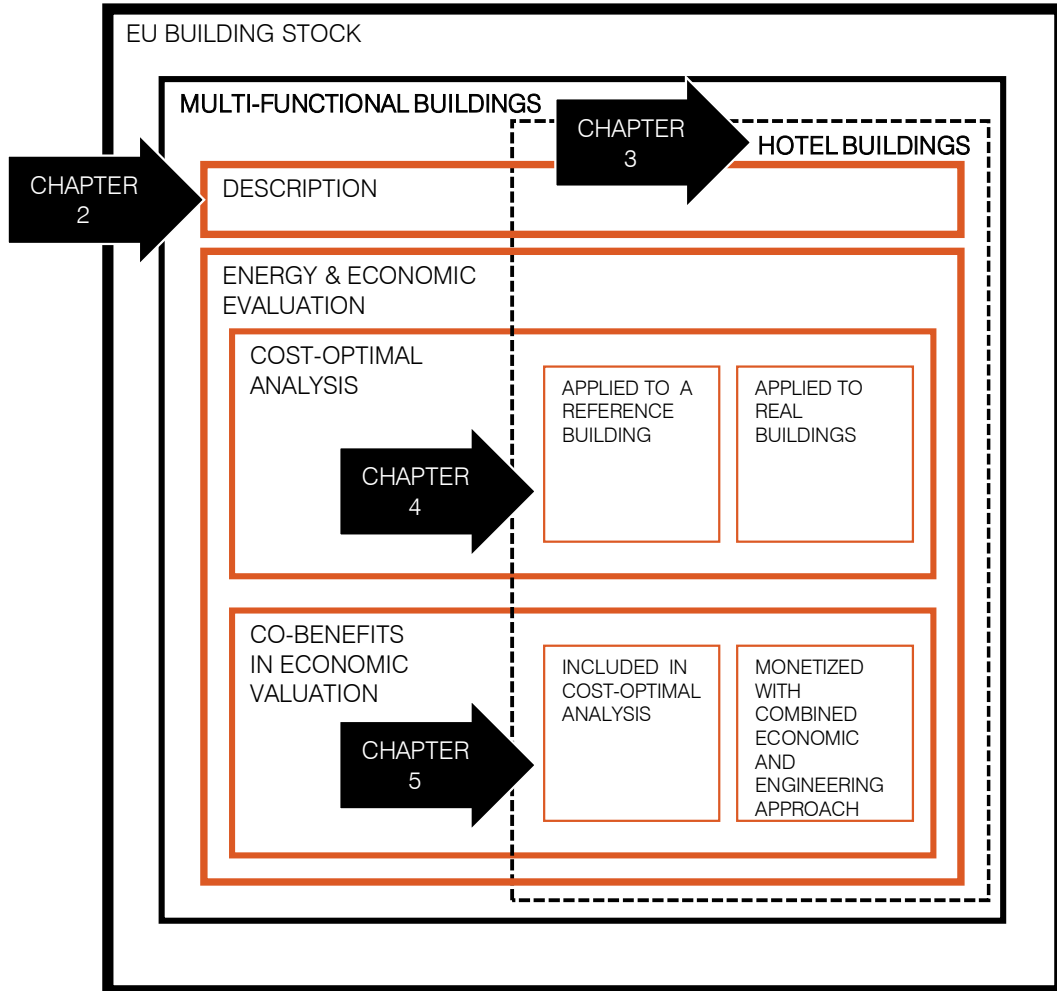 EU BUILDING STOCK
MULTI-FUNCTIONAL BUILDINGS
CHAPTER
3
HOTEL BUILDINGS
CHAPTER
2
DESCRIPTION
ENERGY & ECONOMIC
EVALUATION
COST-OPTIMAL
ANALYSIS
CHAPTER
4
APPLIED TO A
REFERENCE
BUILDING
APPLIED TO
REAL
BUILDINGS
CO-BENEFITS
IN ECONOMIC
VALUATION
CHAPTER
5
INCLUDED IN
COST-OPTIMAL
ANALYSIS
MONETIZED
WITH
COMBINED
ECONOMIC
AND
ENGINEERING
APPROACH